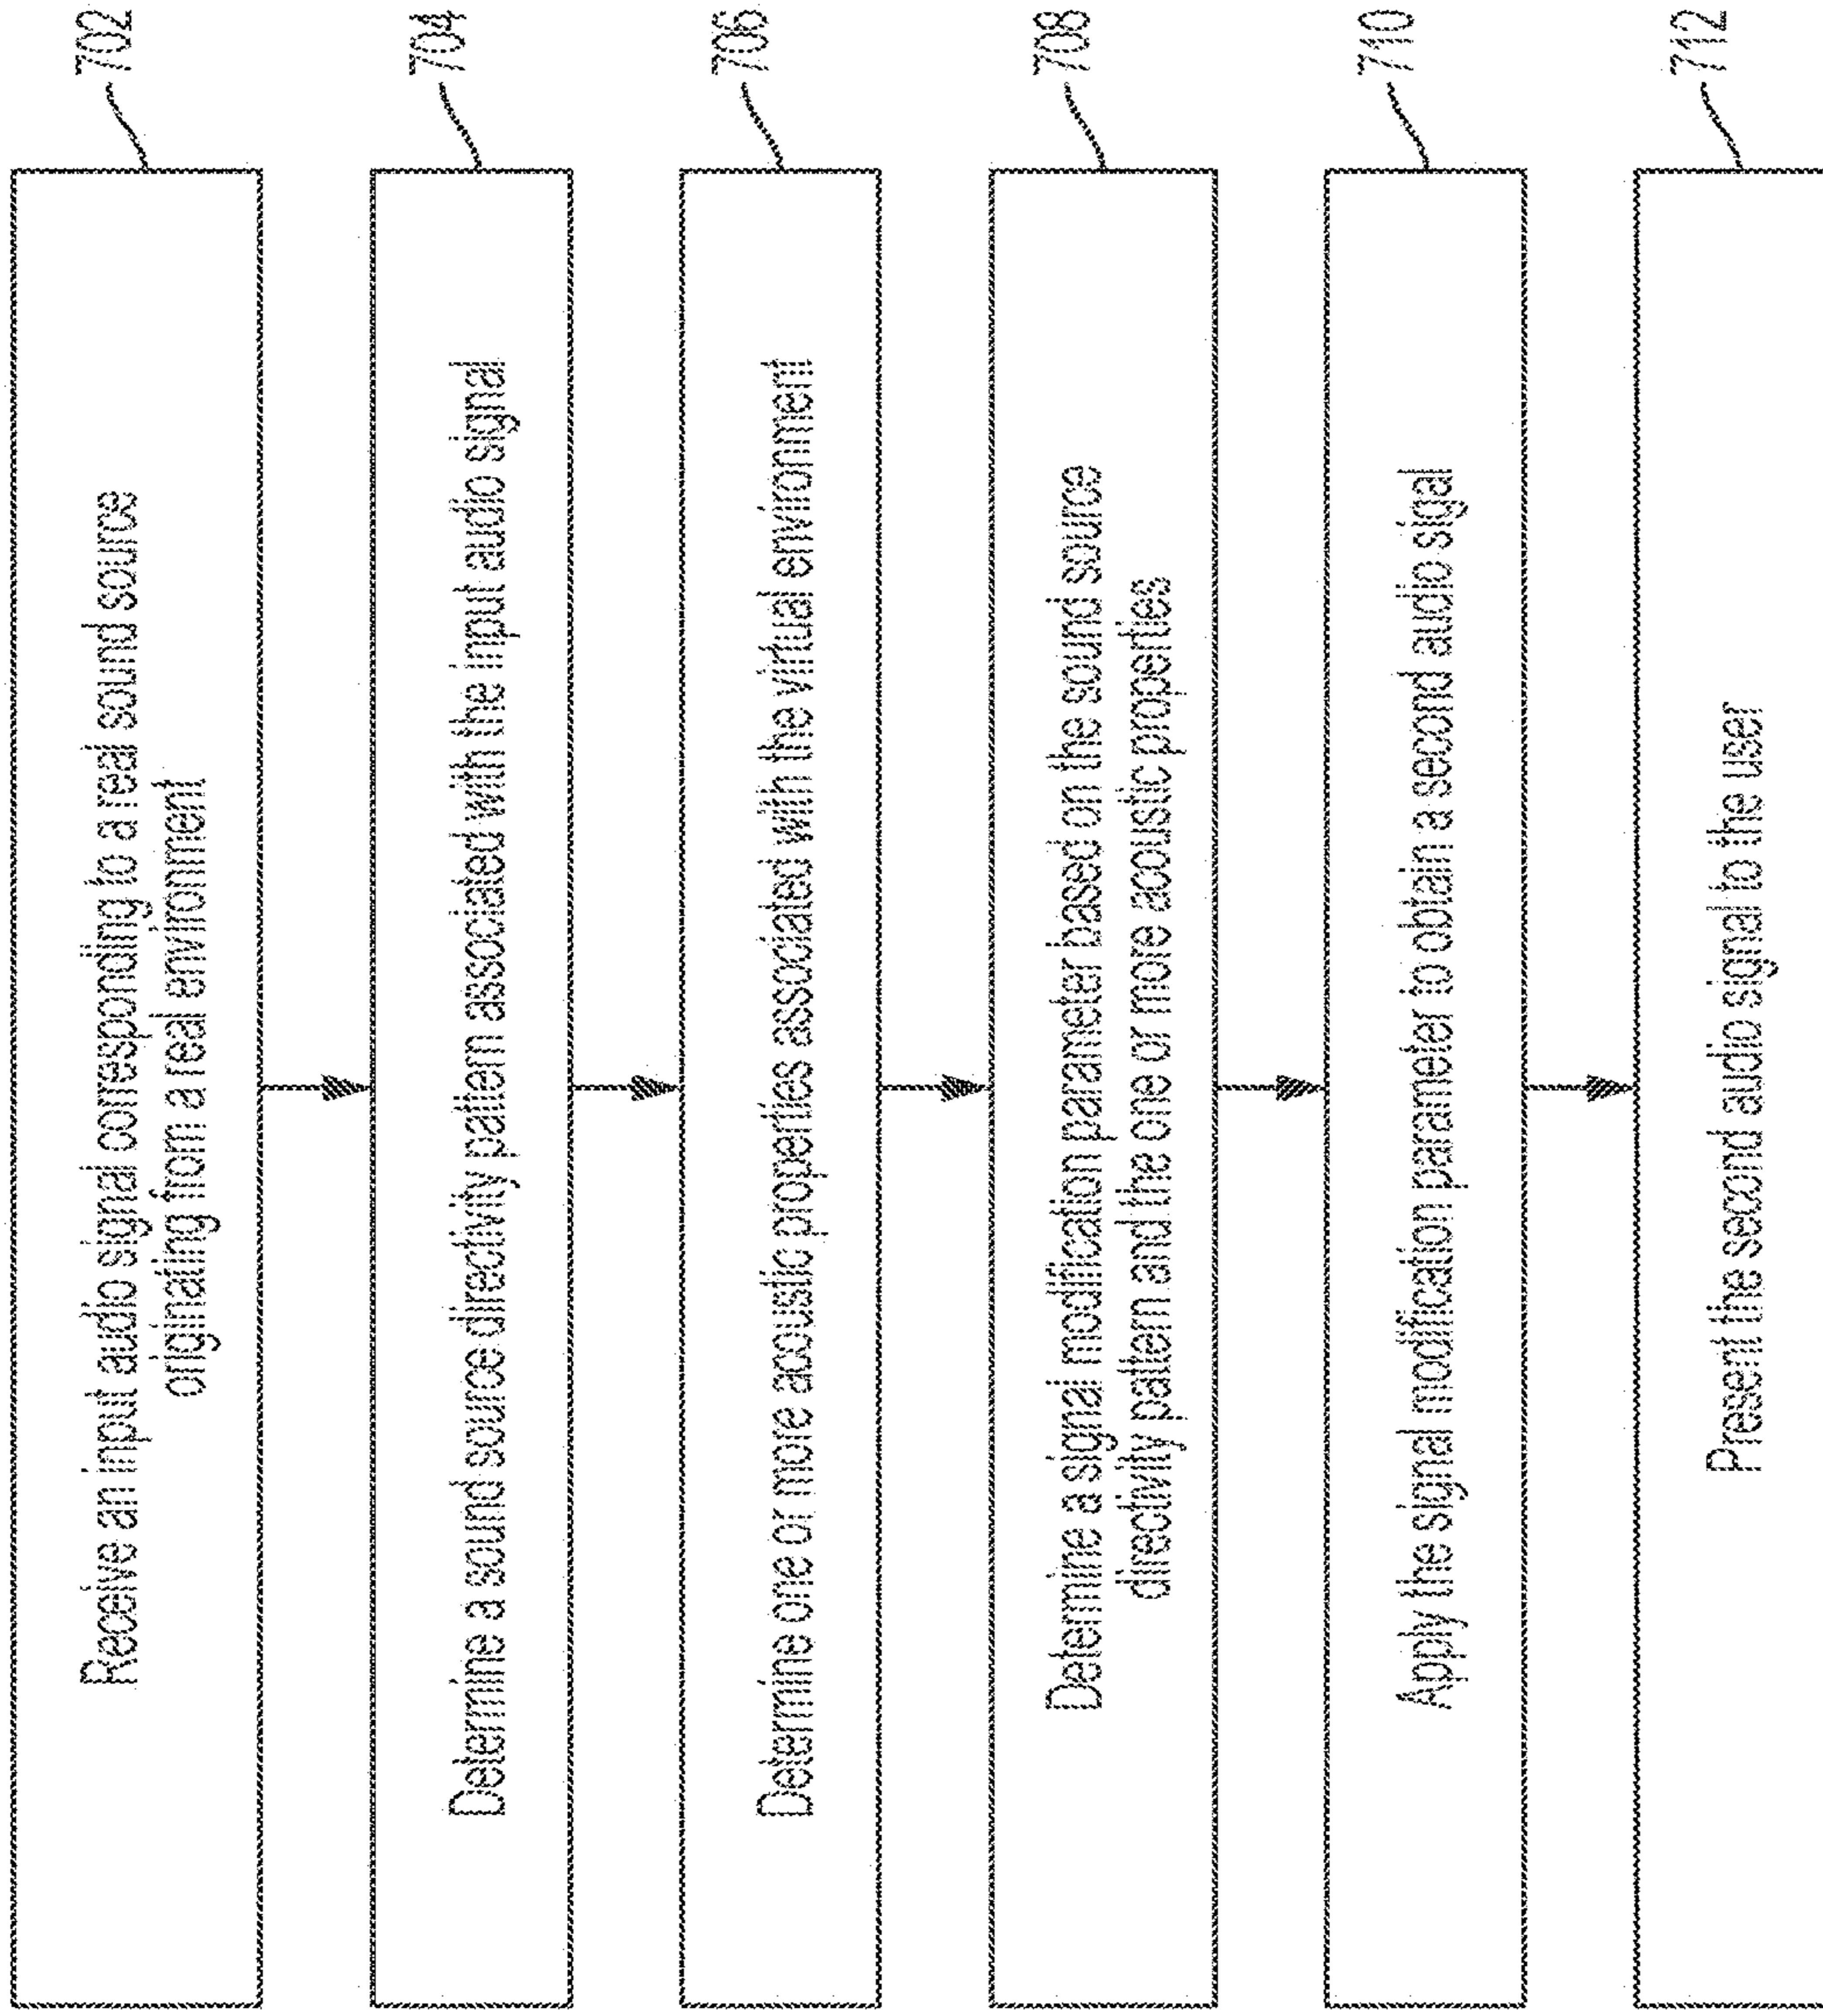 Receive an input audio signal corresponding to a real sound source
originating from a real environment
702
Determine a sound source directivity pattern associated with the input audio signal
704
Determine one or more acoustic properties associated with the virtual environment
706
Determine a signal modification parameter based on the sound source
directivity pattern and the one or more acoustic properties
708
Apply the signal modification parameter to obtain a second audio sigal
710
Present the second audio signal to the user
712